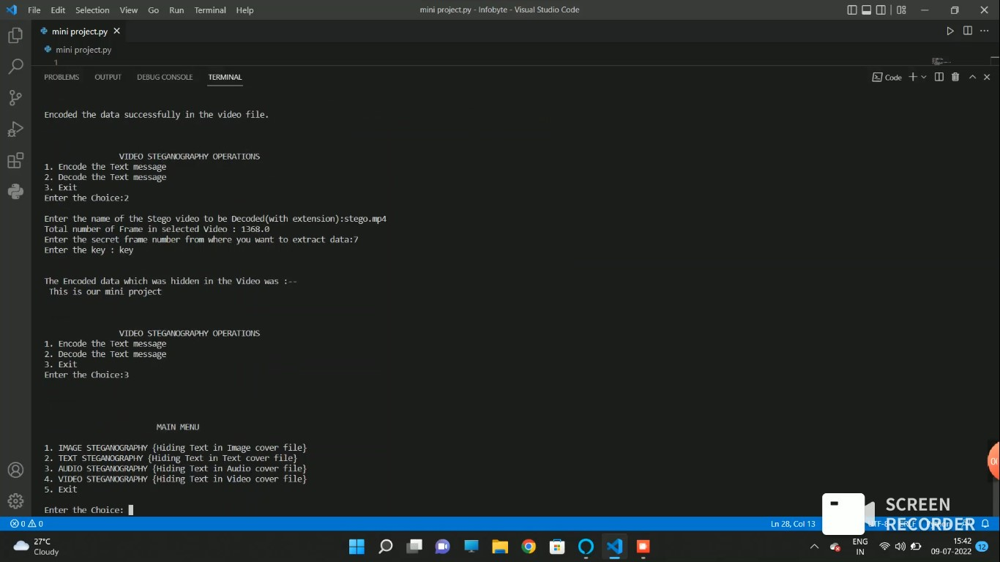 File Edit Selection View Go Run Terminal Help
mini project.py - Infobyte - Visual Studio Code
mini project.py
mini project.py
1
PROBLEMS OUTPUT DEBUG CONSOLE TERMINAL
Code
Encoded the data successfully in the video file.
VIDEO STEGANOGRAPHY OPERATIONS
1. Encode the Text message
2. Decode the Text message
3. Exit
Enter the Choice:2
Enter the name of the Stego video to be Decoded(with extension):stego.mp4
Total number of Frame in selected Video : 1368.0
Enter the secret frame number from where you want to extract data:7
Enter the key : key
The Encoded data which was hidden in the Video was :--
This is our mini project
VIDEO STEGANOGRAPHY OPERATIONS
1. Encode the Text message
2. Decode the Text message
3. Exit
Enter the Choice:3
MAIN MENU
1. IMAGE STEGANOGRAPHY {Hiding Text in Image cover file}
2. TEXT STEGANOGRAPHY {Hiding Text in Text cover file}
3. AUDIO STEGANOGRAPHY {Hiding Text in Audio cover file}
4. VIDEO STEGANOGRAPHY {Hiding Text in Video cover file}
5. Exit
Enter the Choice:
SCREEN
RECORDER
0 0
Ln 28, Col 13
27°C
Cloudy
ENG
IN
15:42
09-07-2022
12